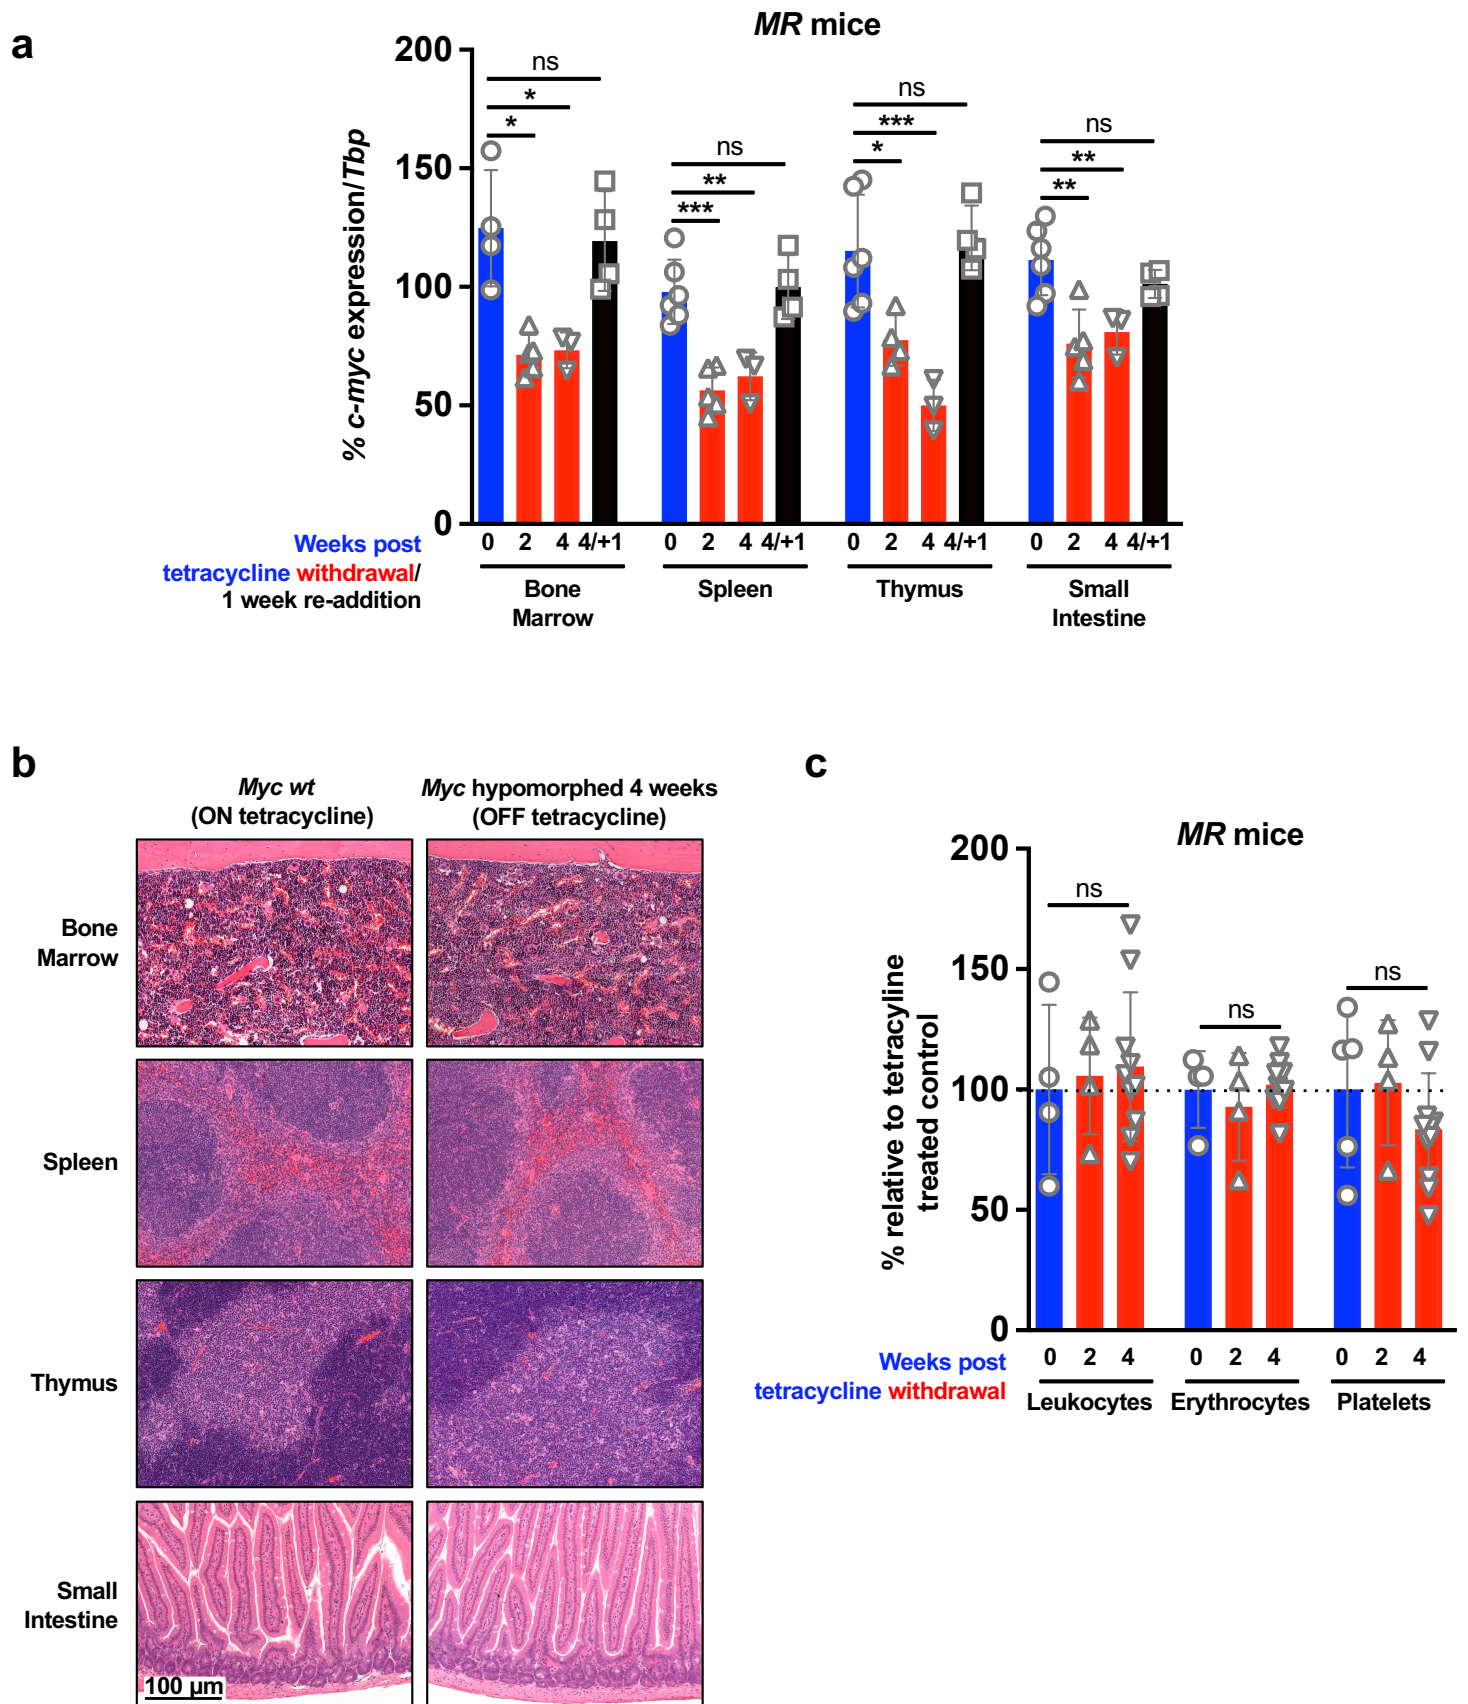 a
MR mice
200
150
100
50
0
% c-myc expression/Tbp
ns
*
*
ns
**
***
ns
***
*
ns
**
**
0 2 4 4/+1 0 2 4 4/+1 0 2 4 4/+1 0 2 4 4/+1
Weeks post
tetracycline withdrawal/
1 week re-addition
Bone
Marrow
Spleen
Thymus
Small
Intestine
b
Myc wt
(ON tetracycline)
Myc hypomorphed 4 weeks
(OFF tetracycline)
Bone
Marrow
Spleen
Thymus
Small
Intestine
100 µm
c
MR mice
200
150
100
50
0
% relative to tetracyline
treated control
ns
ns
ns
0 2 4 0 2 4 0 2 4
Weeks post
tetracycline withdrawal
Leukocytes
Erythrocytes
Platelets